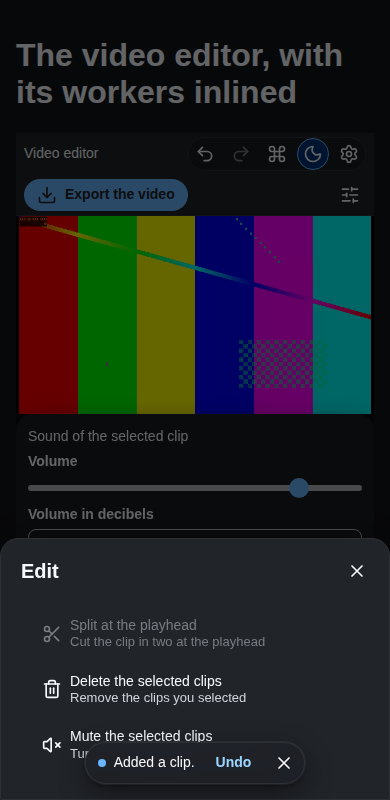 The video editor, with
its workers inlined
Video editor
Export the video
Sound of the selected clip
Volume
Volume in decibels
Edit
Split at the playhead
Cut the clip in two at the playhead
Delete the selected clips
Remove the clips you selected
Mute the selected clips
Added a clip. Undo